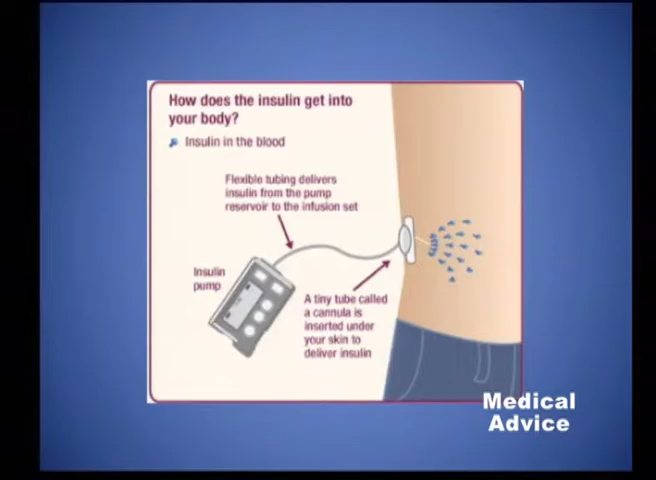 How does the insulin get into
your body?
Insulin in the blood
Flexible tubing delivers
insulin from the pump
reservoir to the infusion set
Insulin
pump
A tiny tube called
a cannula is
inserted under
your skin to
deliver insulin
Medical
Advice